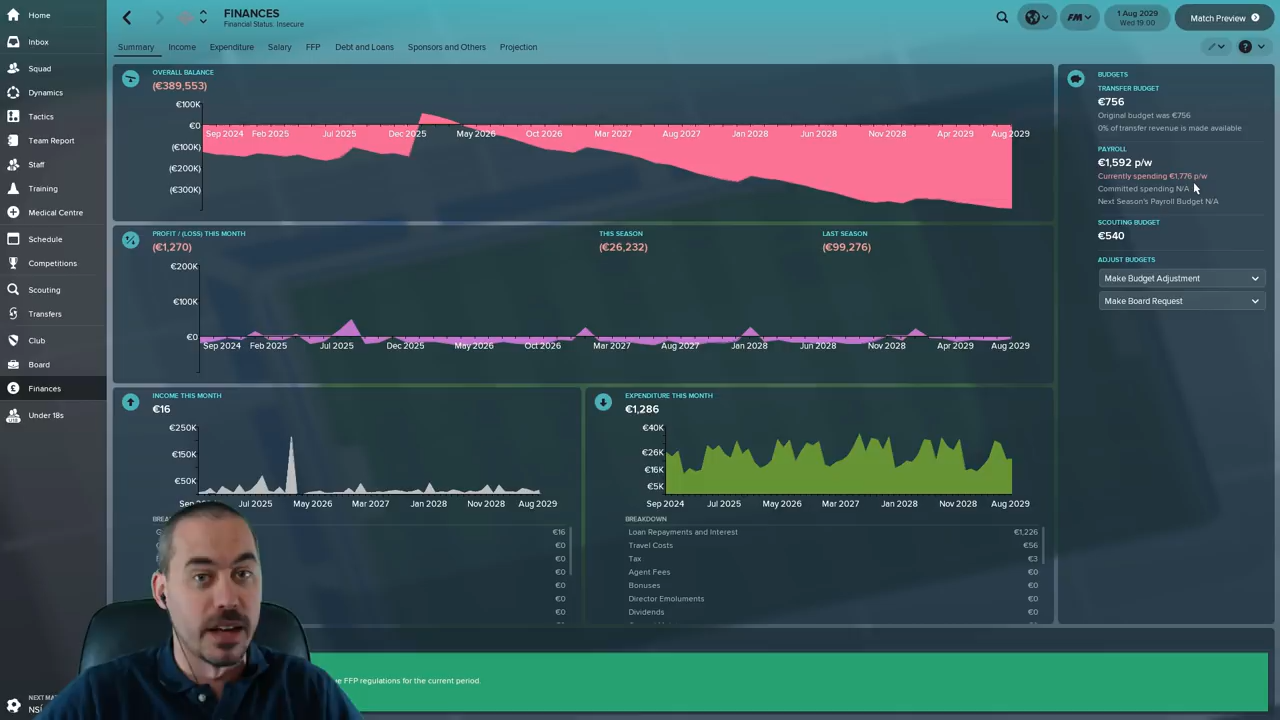 Home
Inbox
Squad
Dynamics
Tactics
Team Report
Staff
Training
Medical Centre
Schedule
Competitions
Scouting
Transfers
Club
Board
Finances
Under 18s
NEXT MA
FINANCES
Financial Status: Insecure
FM
1 Aug 2029
Wed 19:00
Match Preview
Summary Income Expenditure Salary FFP Debt and Loans Sponsors and Others Projection
OVERALL BALANCE
(€389,553)
€100K
€0
(€100K)
(€200K)
(€300K)
Sep 2024 Feb 2025 Jul 2025 Dec 2025 May 2026 Oct 2026 Mar 2027 Aug 2027 Jan 2028 Jun 2028 Nov 2028 Apr 2029 Aug 2029
PROFIT / (LOSS) THIS MONTH
(€1,270)
THIS SEASON
(€26,232)
LAST SEASON
(€99,276)
€200K
€100K
€0
Sep 2024 Feb 2025 Jul 2025 Dec 2025 May 2026 Oct 2026 Mar 2027 Aug 2027 Jan 2028 Jun 2028 Nov 2028 Apr 2029 Aug 2029
INCOME THIS MONTH
€16
€250K
€150K
€50K
€0
Jul 2025 May 2026 Mar 2027 Jan 2028 Nov 2028 Aug 2029
€16
€0
€0
€0
€0
€0
€0
EXPENDITURE THIS MONTH
€1,286
€40K
€26K
€16K
€5K
Sep 2024 Jul 2025 May 2026 Mar 2027 Jan 2028 Nov 2028 Aug 2029
BREAKDOWN
Loan Repayments and Interest €1,226
Travel Costs €56
Tax €3
Agent Fees €0
Bonuses €0
Director Emoluments €0
Dividends €0
FFP regulations for the current period.
BUDGETS
TRANSFER BUDGET
€756
Original budget was €756
0% of transfer revenue is made available
PAYROLL
€1,592 p/w
Currently spending €1,776 p/w
Committed spending N/A
Next Season's Payroll Budget N/A
SCOUTING BUDGET
€540
ADJUST BUDGETS
Make Budget Adjustment
Make Board Request